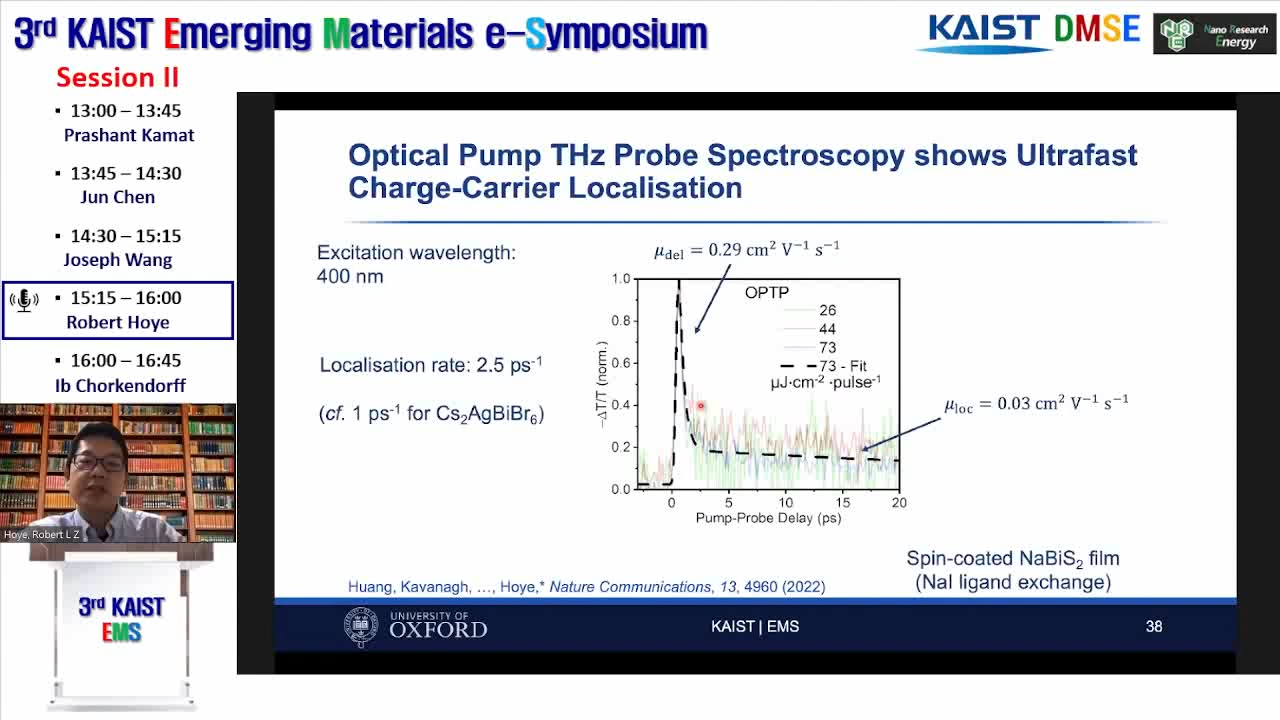 3rd KAIST Emerging Materials e-Symposium
KAIST DMSE
NRE Nano Research
Energy
Session II
▪ 13:00 – 13:45
Prashant Kamat
▪ 13:45 – 14:30
Jun Chen
▪ 14:30 – 15:15
Joseph Wang
▪ 15:15 – 16:00
Robert Hoye
▪ 16:00 – 16:45
Ib Chorkendorff
Hoye, Robert L Z
3rd KAIST
EMS
Optical Pump THz Probe Spectroscopy shows Ultrafast
Charge-Carrier Localisation
Excitation wavelength:
400 nm
Localisation rate: 2.5 ps⁻¹
(cf. 1 ps⁻¹ for Cs₂AgBiBr₆)
μdel = 0.29 cm² V⁻¹ s⁻¹
OPTP
26
44
73
73 - Fit
μJ·cm⁻² ·pulse⁻¹
μloc = 0.03 cm² V⁻¹ s⁻¹
−ΔT/T (norm.)
1.0
0.8
0.6
0.4
0.2
0.0
0 5 10 15 20
Pump-Probe Delay (ps)
Spin-coated NaBiS₂ film
(NaI ligand exchange)
Huang, Kavanagh, …, Hoye,* Nature Communications, 13, 4960 (2022)
UNIVERSITY OF
OXFORD
KAIST | EMS
38